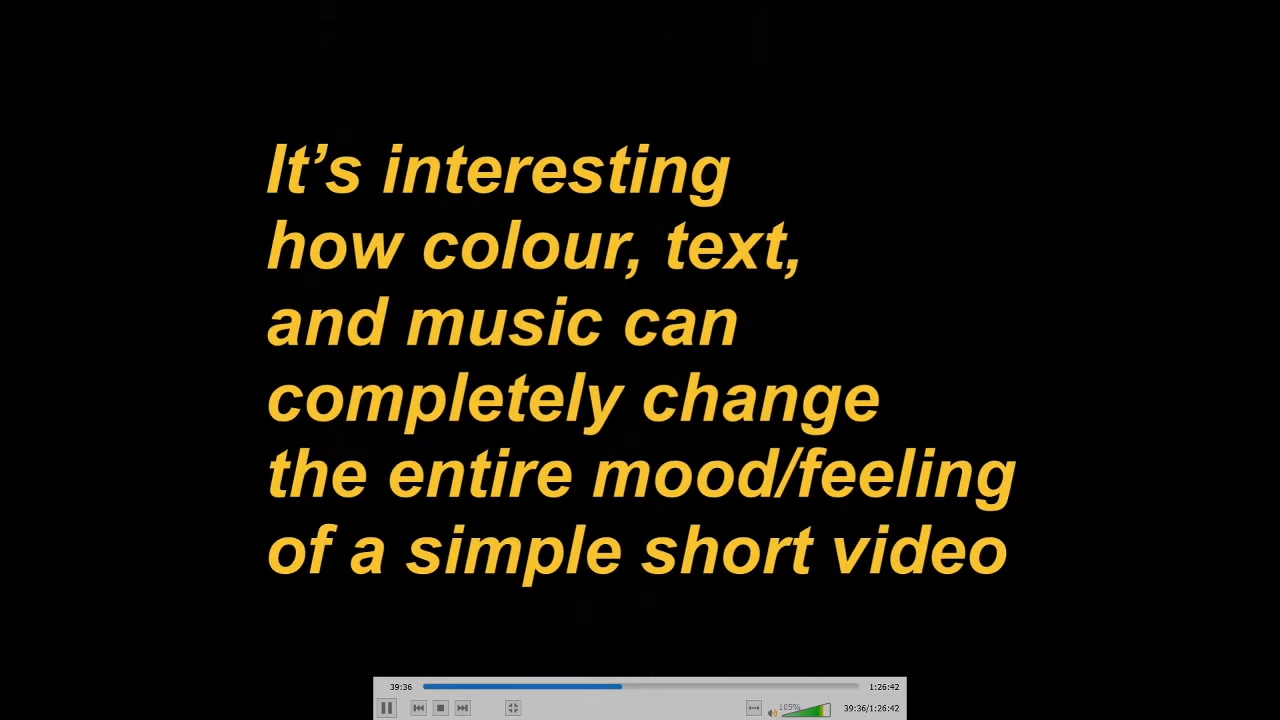 It’s interesting
how colour, text,
and music can
completely change
the entire mood/feeling
of a simple short video
39:36
1:26:42
105%
39:36/1:26:42